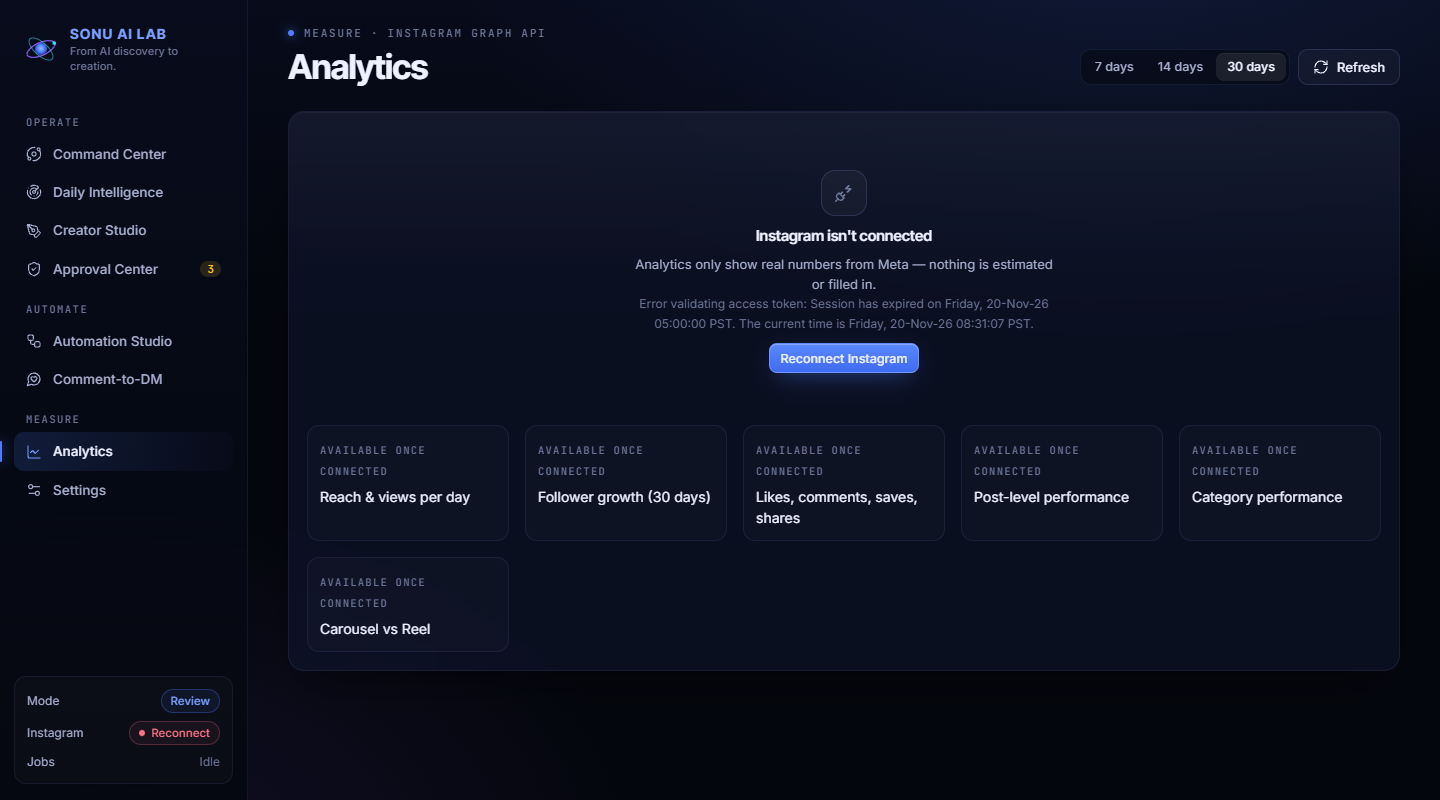 SONU AI LAB
From AI discovery to
creation.
OPERATE
Command Center
Daily Intelligence
Creator Studio
Approval Center
3
AUTOMATE
Automation Studio
Comment-to-DM
MEASURE
Analytics
Settings
Mode
Review
Instagram
Reconnect
Jobs
Idle
MEASURE · INSTAGRAM GRAPH API
Analytics
7 days
14 days
30 days
Refresh
Instagram isn't connected
Analytics only show real numbers from Meta — nothing is estimated
or filled in.
Error validating access token: Session has expired on Friday, 20-Nov-26
05:00:00 PST. The current time is Friday, 20-Nov-26 08:31:07 PST.
Reconnect Instagram
AVAILABLE ONCE
CONNECTED
Reach & views per day
AVAILABLE ONCE
CONNECTED
Follower growth (30 days)
AVAILABLE ONCE
CONNECTED
Likes, comments, saves,
shares
AVAILABLE ONCE
CONNECTED
Post-level performance
AVAILABLE ONCE
CONNECTED
Category performance
AVAILABLE ONCE
CONNECTED
Carousel vs Reel